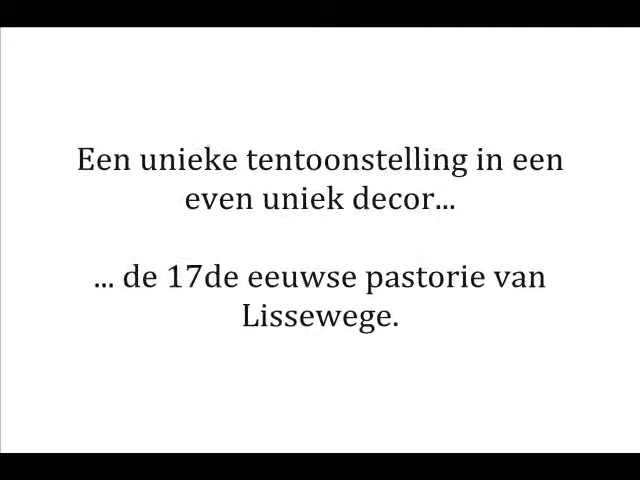 Een unieke tentoonstelling in een
even uniek decor...
... de 17de eeuwse pastorie van
Lissewege.